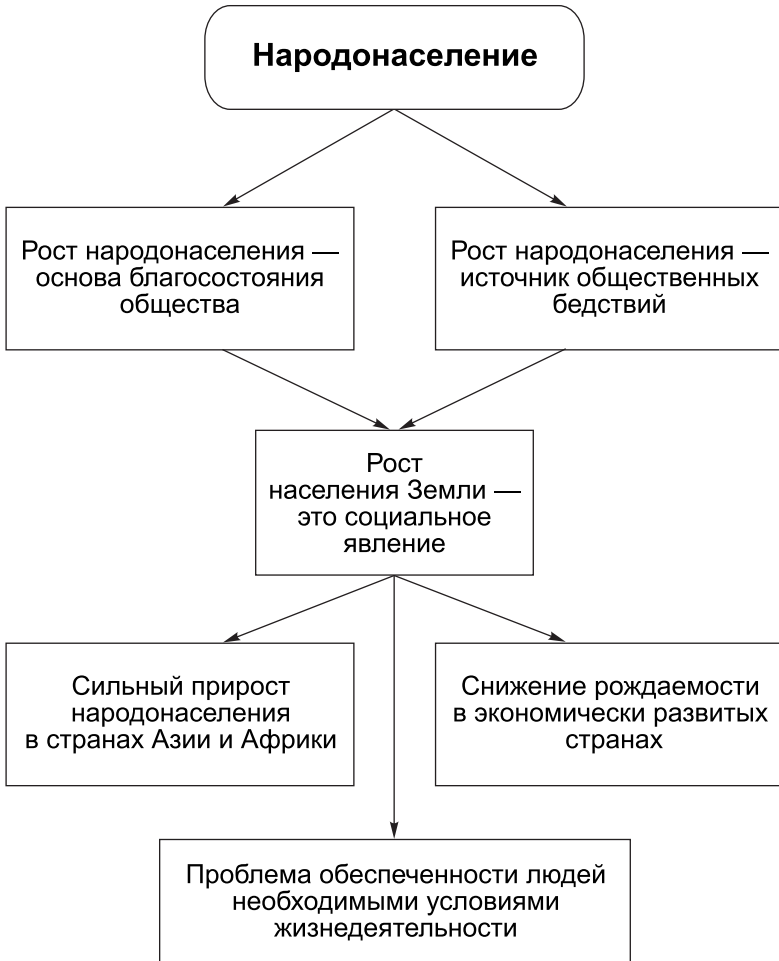 Народонаселение
Рост народонаселения —
основа благосостояния
общества
Рост народонаселения —
источник общественных
бедствий
Рост
населения Земли —
это социальное
явление
Сильный прирост
народонаселения
в странах Азии и Африки
Снижение рождаемости
в экономически развитых
странах
Проблема обеспеченности людей
необходимыми условиями
жизнедеятельности